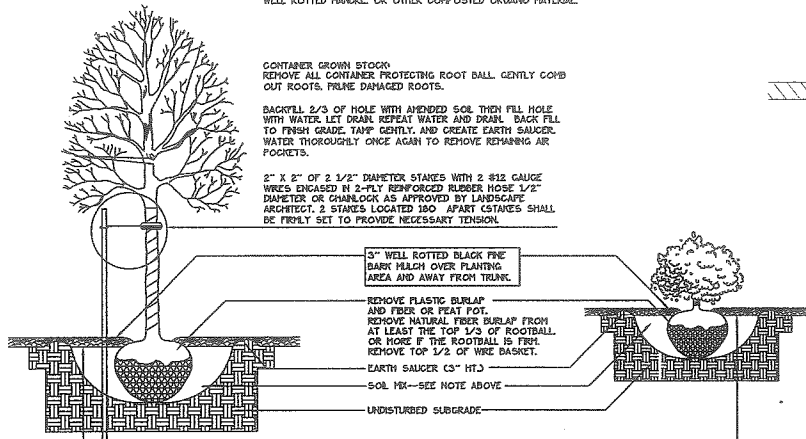 WELL ROTTED MANURE, OR OTHER COMPOSTED ORGANIC MATERIAL.
CONTAINER GROWN STOCK:
REMOVE ALL CONTAINER PROTECTING ROOT BALL. GENTLY COMB
OUT ROOTS. PRUNE DAMAGED ROOTS.
BACKFILL 2/3 OF HOLE WITH AMENDED SOIL THEN FILL HOLE
WITH WATER. LET DRAIN. REPEAT WATER AND DRAIN. BACK FILL
TO FINISH GRADE. TAMP GENTLY. AND CREATE EARTH SAUCER.
WATER THOROUGHLY ONCE AGAIN TO REMOVE REMAINING AIR
POCKETS.
2" X 2" OF 2 1/2" DIAMETER STAKES WITH 2 #12 GAUGE
WIRES ENCASED IN 2-PLY REINFORCED RUBBER HOSE 1/2"
DIAMETER OR CHAINLOCK AS APPROVED BY LANDSCAPE
ARCHITECT. 2 STAKES LOCATED 180 APART (STAKES SHALL
BE FIRMLY SET TO PROVIDE NECESSARY TENSION.
3" WELL ROTTED BLACK PINE
BARK MULCH OVER PLANTING
AREA AND AWAY FROM TRUNK.
REMOVE PLASTIC BURLAP
AND FIBER OR PEAT POT.
REMOVE NATURAL FIBER BURLAP FROM
AT LEAST THE TOP 1/3 OF ROOTBALL
OR MORE IF THE ROOTBALL IS FIRM.
REMOVE TOP 1/2 OF WIRE BASKET.
EARTH SAUCER (3" HT.)
SOIL MIX--SEE NOTE ABOVE
UNDISTURBED SUBGRADE